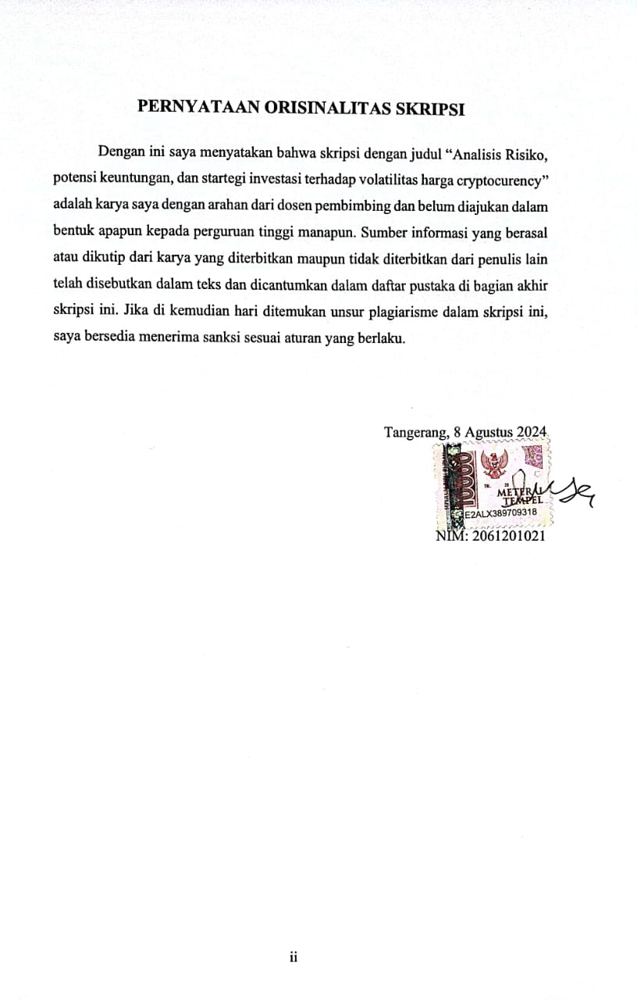 PERNYATAAN ORISINALITAS SKRIPSI
Dengan ini saya menyatakan bahwa skripsi dengan judul “Analisis Risiko,
potensi keuntungan, dan startegi investasi terhadap volatilitas harga cryptocurency”
adalah karya saya dengan arahan dari dosen pembimbing dan belum diajukan dalam
bentuk apapun kepada perguruan tinggi manapun. Sumber informasi yang berasal
atau dikutip dari karya yang diterbitkan maupun tidak diterbitkan dari penulis lain
telah disebutkan dalam teks dan dicantumkan dalam daftar pustaka di bagian akhir
skripsi ini. Jika di kemudian hari ditemukan unsur plagiarisme dalam skripsi ini,
saya bersedia menerima sanksi sesuai aturan yang berlaku.
Tangerang, 8 Agustus 2024
10000
METERAI
TEMPEL
E2ALX389709318
NIM: 2061201021
ii